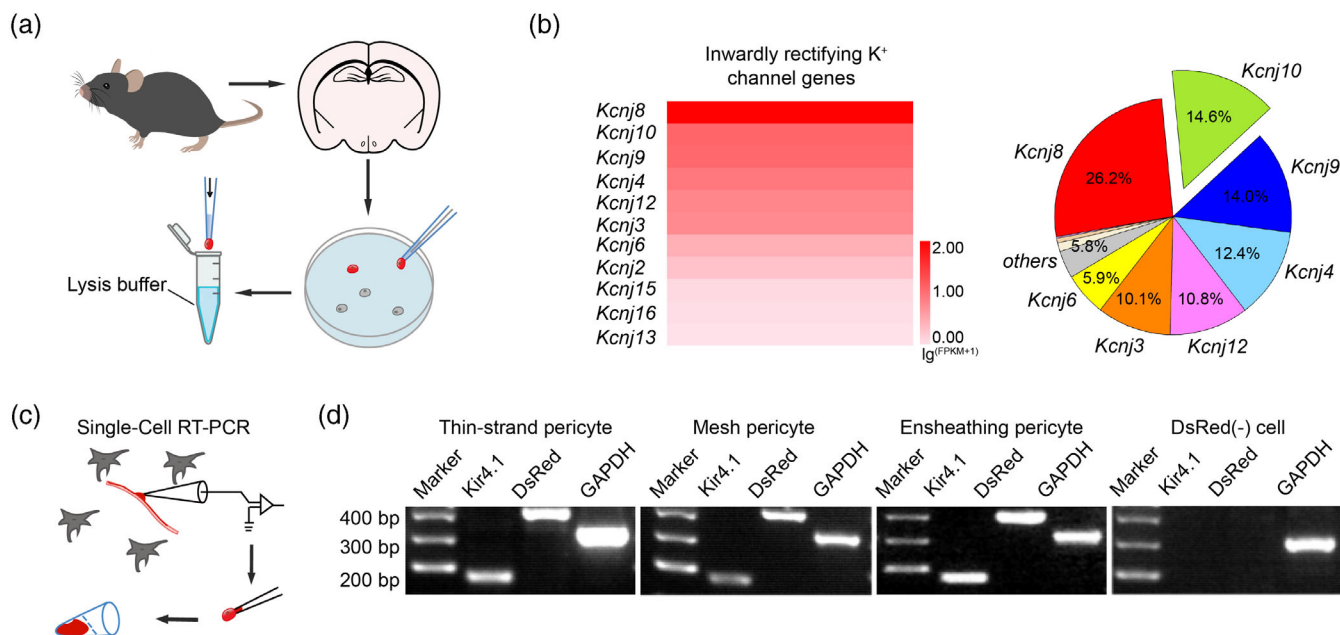 (a)
Lysis buffer
(b)
Inwardly rectifying K+
channel genes
Kcnj8
Kcnj10
Kcnj9
Kcnj4
Kcnj12
Kcnj3
Kcnj6
Kcnj2
Kcnj15
Kcnj16
Kcnj13
2.00
1.00
0.00
lg(FPKM+1)
Kcnj10
14.6%
Kcnj8
26.2%
Kcnj9
14.0%
12.4%
Kcnj4
others
5.8%
Kcnj6
5.9%
10.1%
Kcnj3
10.8%
Kcnj12
(c)
Single-Cell RT-PCR
(d)
Thin-strand pericyte
Marker
Kir4.1
DsRed
GAPDH
Mesh pericyte
Marker
Kir4.1
DsRed
GAPDH
Ensheathing pericyte
Marker
Kir4.1
DsRed
GAPDH
DsRed(-) cell
Marker
Kir4.1
DsRed
GAPDH
400 bp
300 bp
200 bp